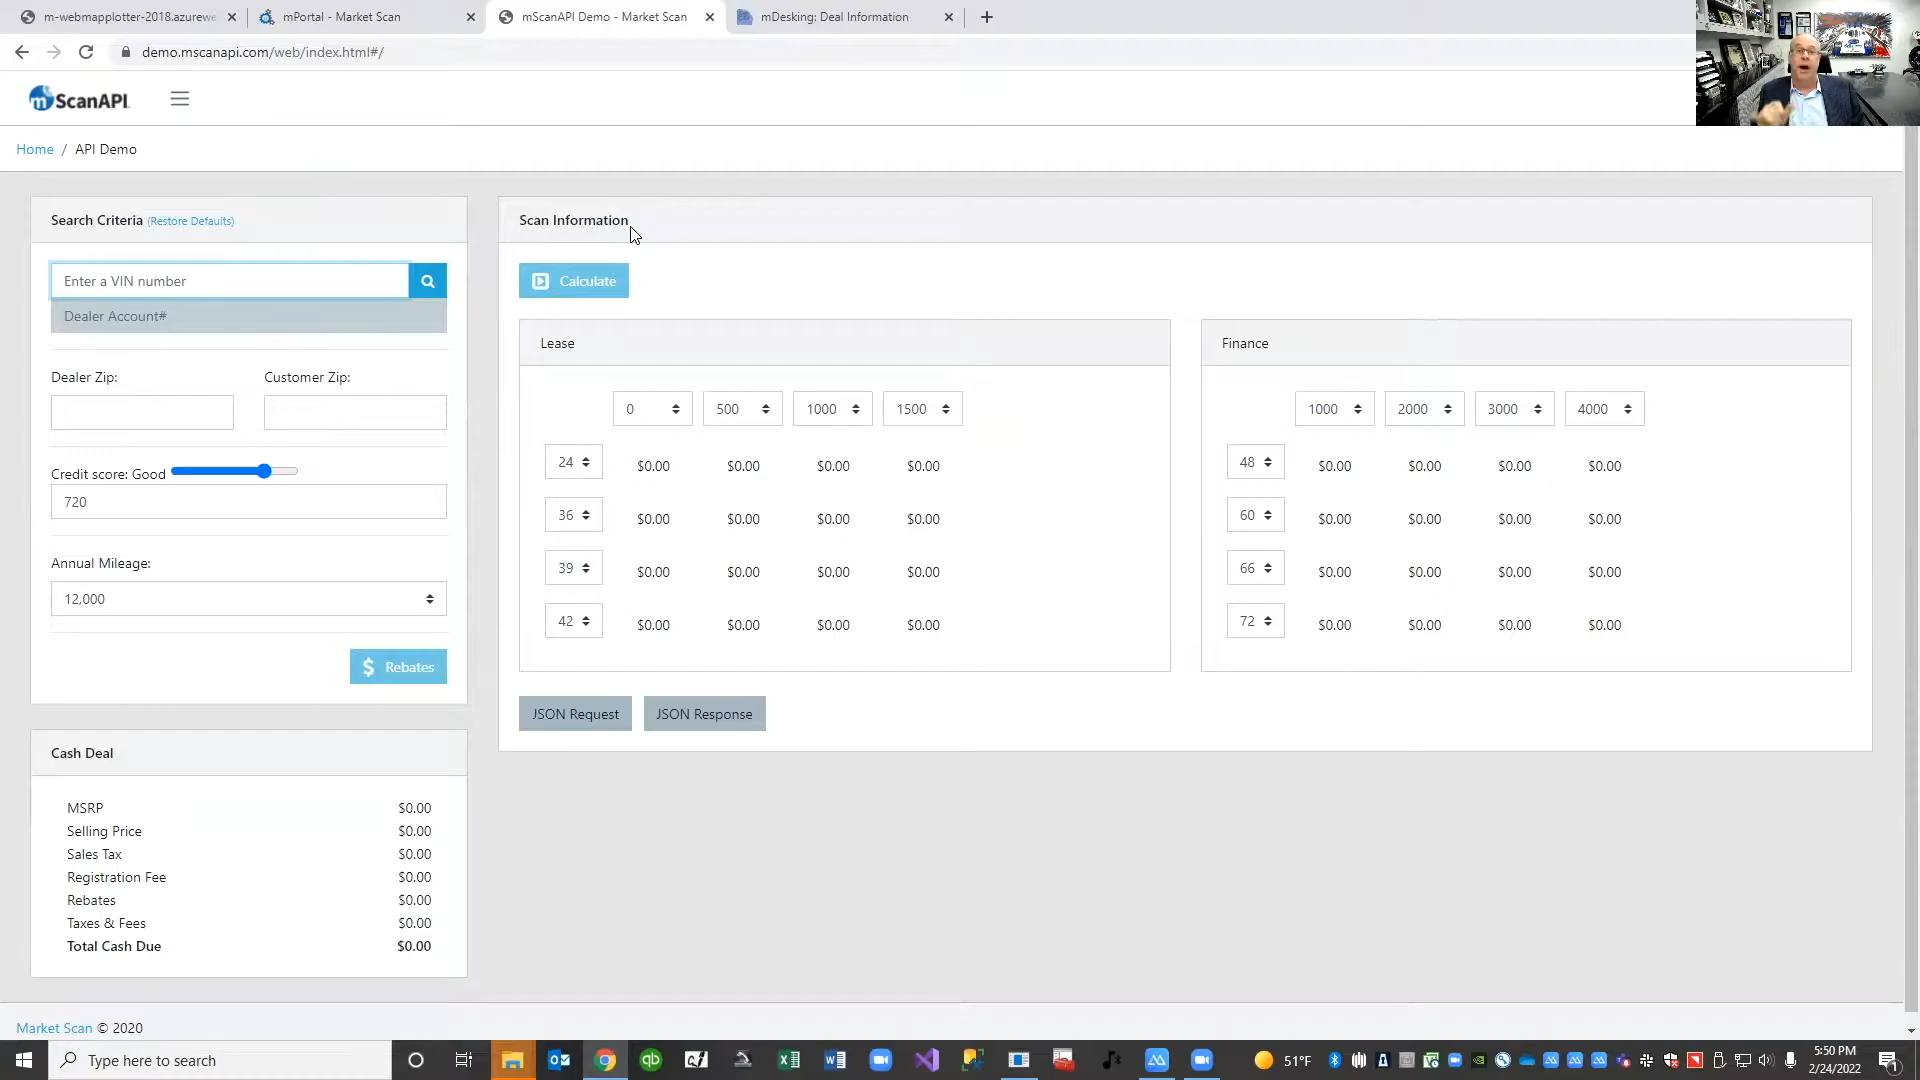 m-webmapplotter-2018.azurewe
mPortal - Market Scan
mScanAPI Demo - Market Scan
mDesking: Deal Information
demo.mscanapi.com/web/index.html#/
mScanAPI
Home / API Demo
Search Criteria (Restore Defaults)
Enter a VIN number
Dealer Account#
Dealer Zip:
Customer Zip:
Credit score: Good
720
Annual Mileage:
12,000
$ Rebates
Cash Deal
MSRP $0.00
Selling Price $0.00
Sales Tax $0.00
Registration Fee $0.00
Rebates $0.00
Taxes & Fees $0.00
Total Cash Due $0.00
Scan Information
Calculate
Lease
0 500 1000 1500
24 $0.00 $0.00 $0.00 $0.00
36 $0.00 $0.00 $0.00 $0.00
39 $0.00 $0.00 $0.00 $0.00
42 $0.00 $0.00 $0.00 $0.00
Finance
1000 2000 3000 4000
48 $0.00 $0.00 $0.00 $0.00
60 $0.00 $0.00 $0.00 $0.00
66 $0.00 $0.00 $0.00 $0.00
72 $0.00 $0.00 $0.00 $0.00
JSON Request
JSON Response
Market Scan © 2020
Type here to search
51°F
5:50 PM
2/24/2022